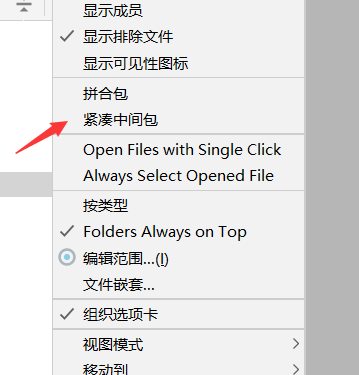 显示成员
显示排除文件
显示可见性图标
拼合包
紧凑中间包
Open Files with Single Click
Always Select Opened File
按类型
Folders Always on Top
编辑范围...(I)
文件嵌套...
组织选项卡
视图模式
移动到